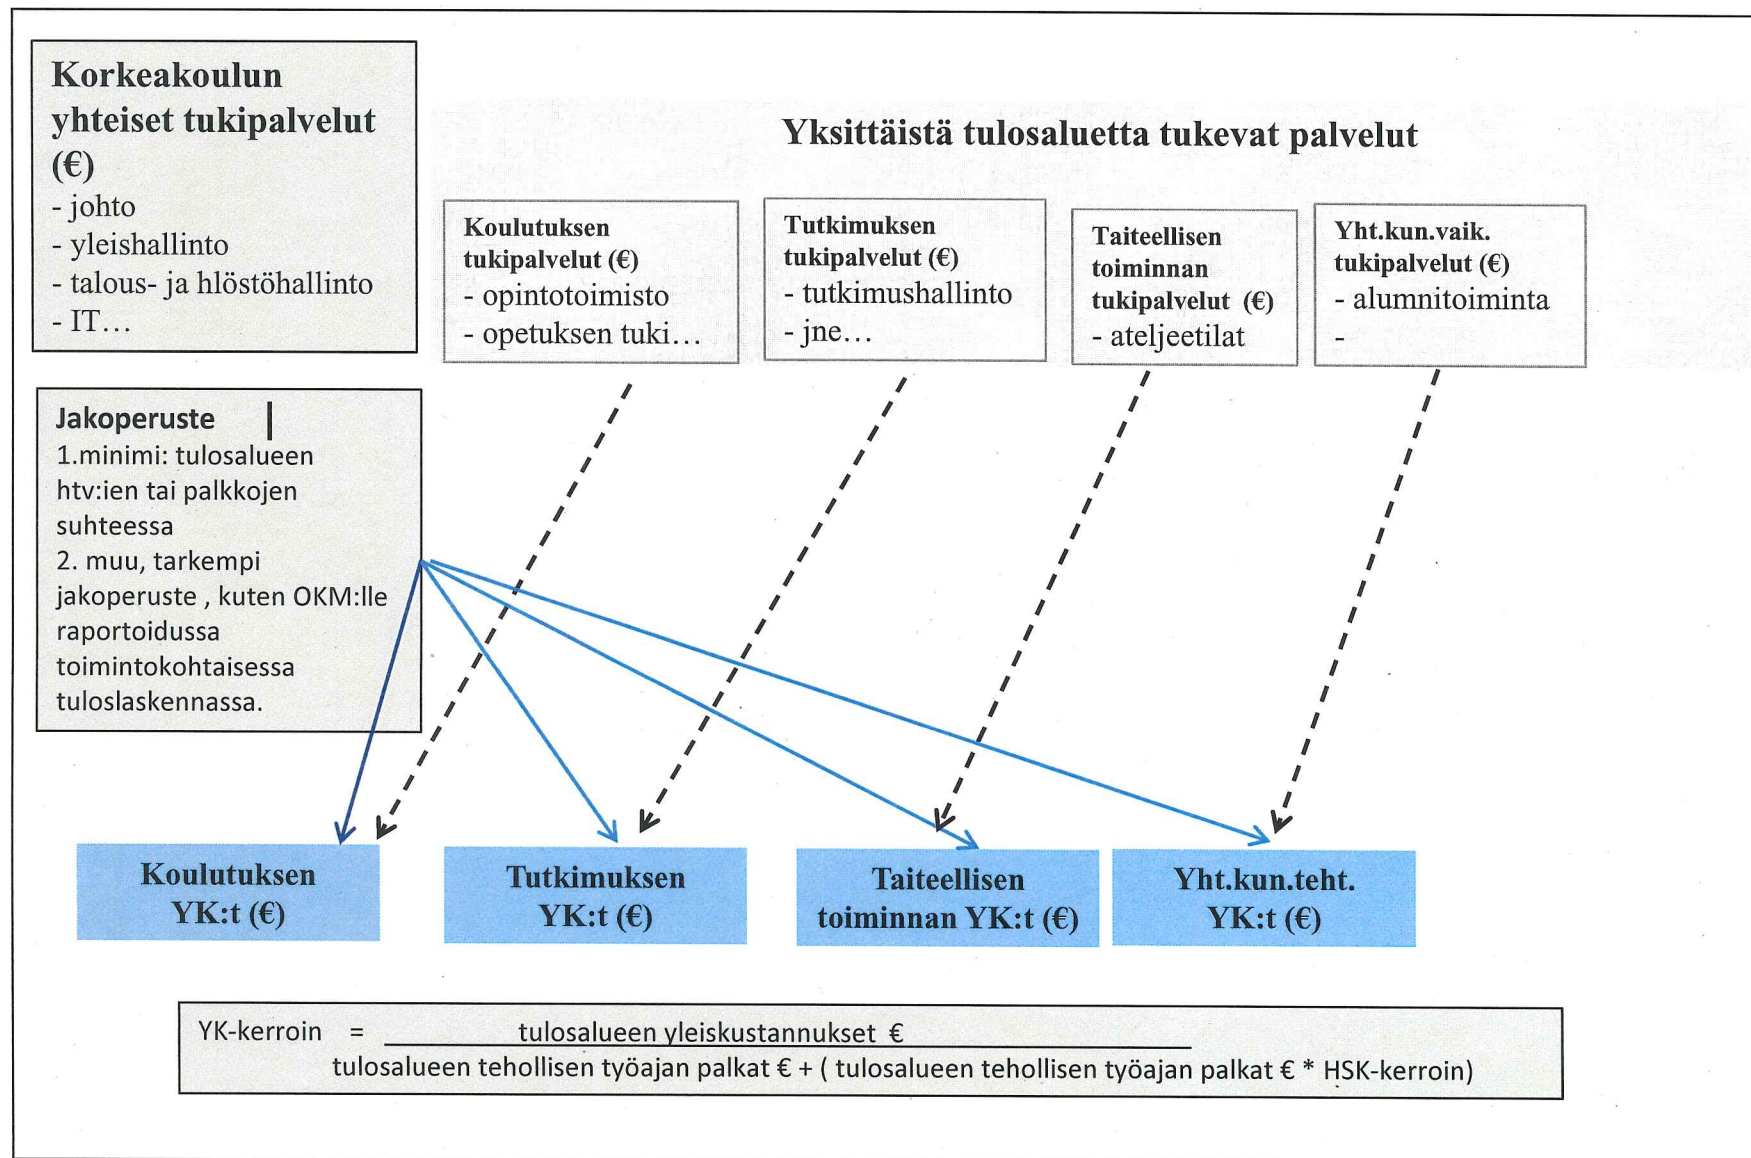 Korkeakoulun
yhteiset tukipalvelut
(€)
- johto
- yleishallinto
- talous- ja hlöstöhallinto
- IT…
Yksittäistä tulosaluetta tukevat palvelut
Koulutuksen
tukipalvelut (€)
- opintotoimisto
- opetuksen tuki…
Tutkimuksen
tukipalvelut (€)
- tutkimushallinto
- jne…
Taiteellisen
toiminnan
tukipalvelut (€)
- ateljeetilat
Yht.kun.vaik.
tukipalvelut (€)
- alumnitoiminta
-
Jakoperuste
1.minimi: tulosalueen
htv:ien tai palkkojen
suhteessa
2. muu, tarkempi
jakoperuste , kuten OKM:lle
raportoidussa
toimintokohtaisessa
tuloslaskennassa.
Koulutuksen
YK:t (€)
Tutkimuksen
YK:t (€)
Taiteellisen
toiminnan YK:t (€)
Yht.kun.teht.
YK:t (€)
YK-kerroin = tulosalueen yleiskustannukset €
tulosalueen tehollisen työajan palkat € + ( tulosalueen tehollisen työajan palkat € * HSK-kerroin)